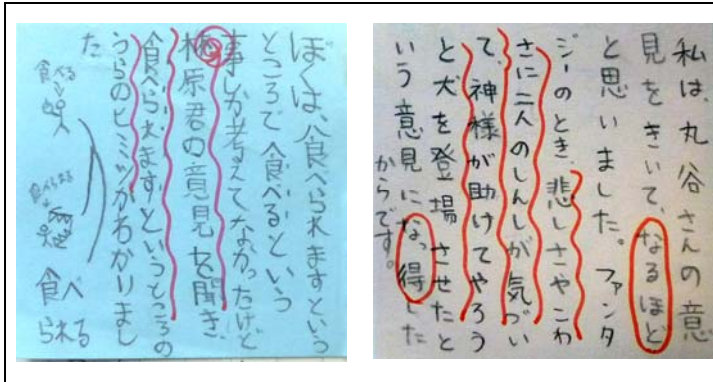 ぼくは、食べられますという
ところで食べるという
事しか考えてなかったけど
柿原君の意見を聞き、
食べられますというところの
うらのヒミツがわかりまし
た
食べる
食べられる
食べ
られる
私は、丸谷さんの意
見をきいて、なるほど
と思いました。ファンタ
ジーのとき、悲しさやこわ
さに二人のしんしが気づい
て、神様が助けてやろう
と犬を登場させたと
いう意見になっ得した
からです。